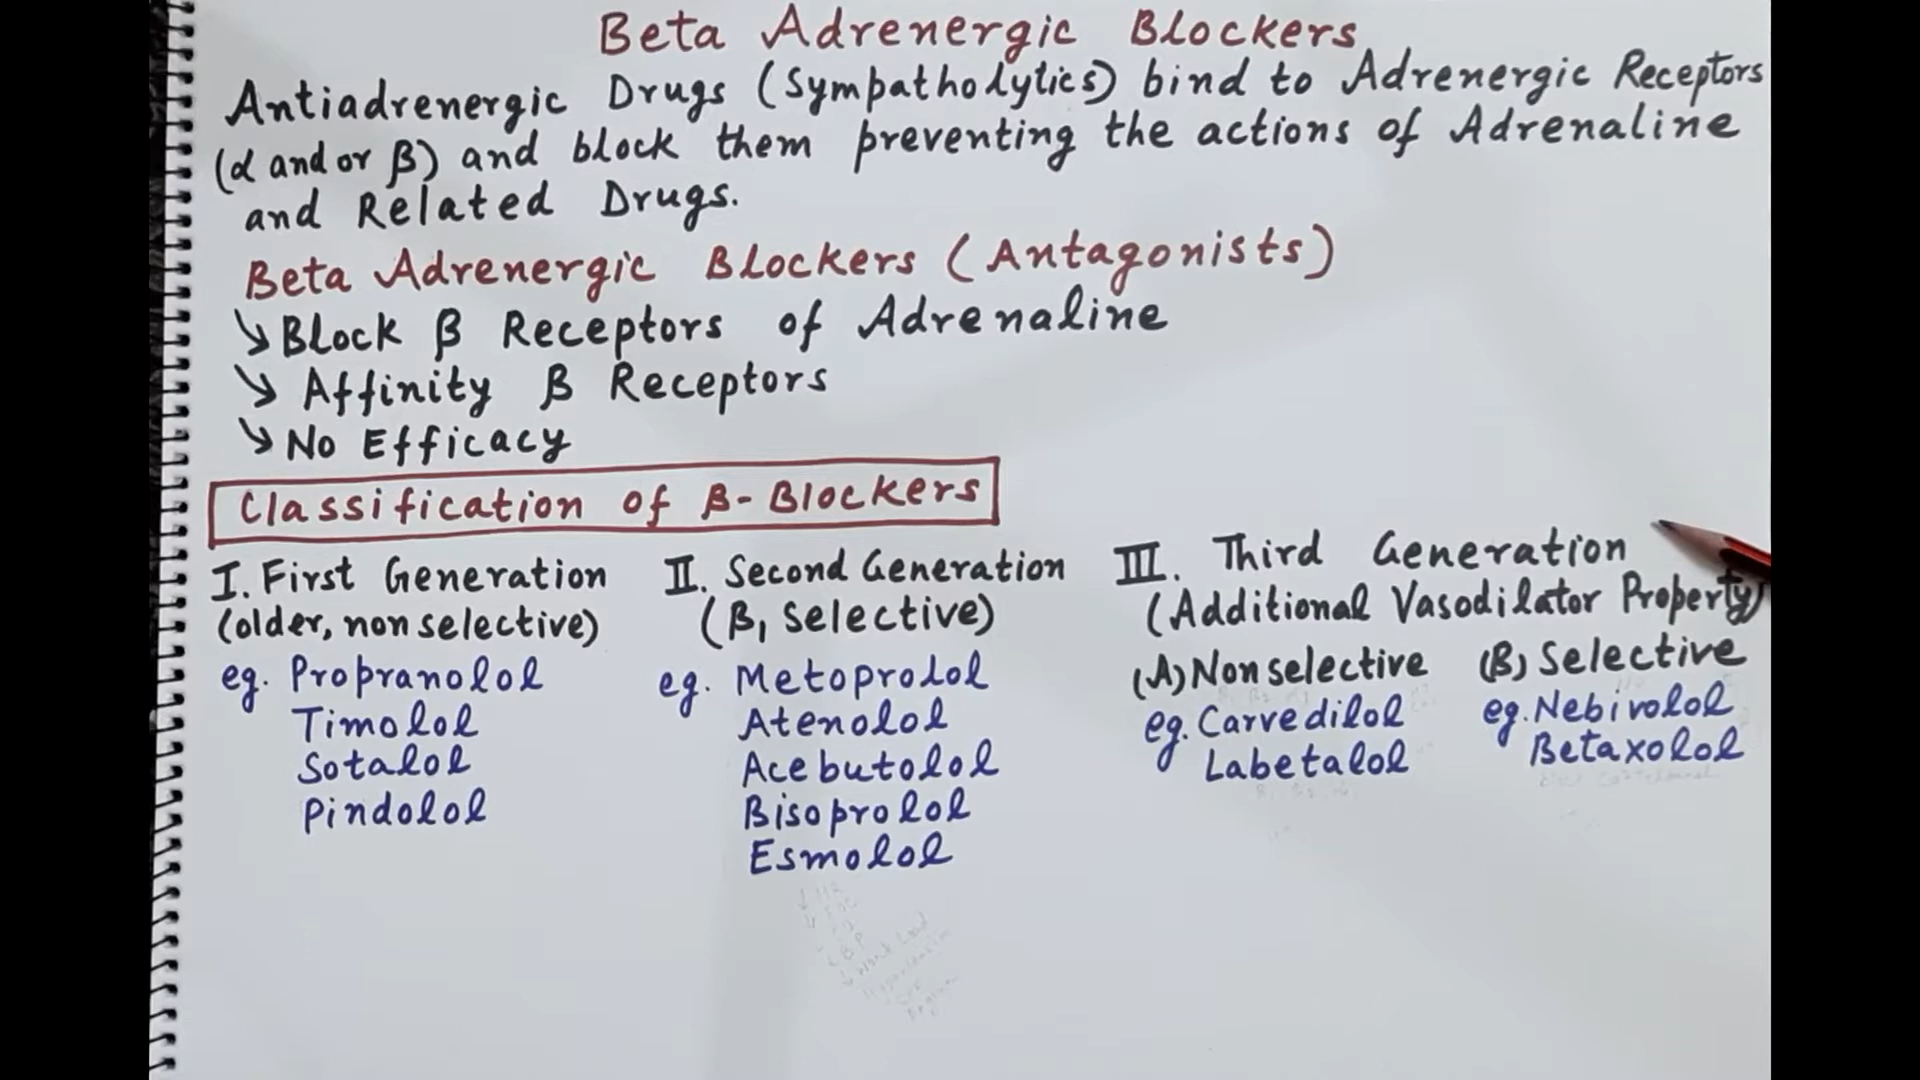 Beta Adrenergic Blockers
Antiadrenergic Drugs (Sympatholytics) bind to Adrenergic Receptors
(α and or β) and block them preventing the actions of Adrenaline
and Related Drugs.
Beta Adrenergic Blockers (Antagonists)
↘ Block β Receptors of Adrenaline
↘ Affinity β Receptors
↘ No Efficacy
Classification of β-Blockers
I. First Generation
(older, non selective)
eg. Propranolol
Timolol
Sotalol
Pindolol
II. Second Generation
(β1 Selective)
eg. Metoprolol
Atenolol
Acebutolol
Bisoprolol
Esmolol
III. Third Generation
(Additional Vasodilator Property)
(A) Nonselective
eg. Carvedilol
Labetalol
(B) Selective
eg. Nebivolol
Betaxolol